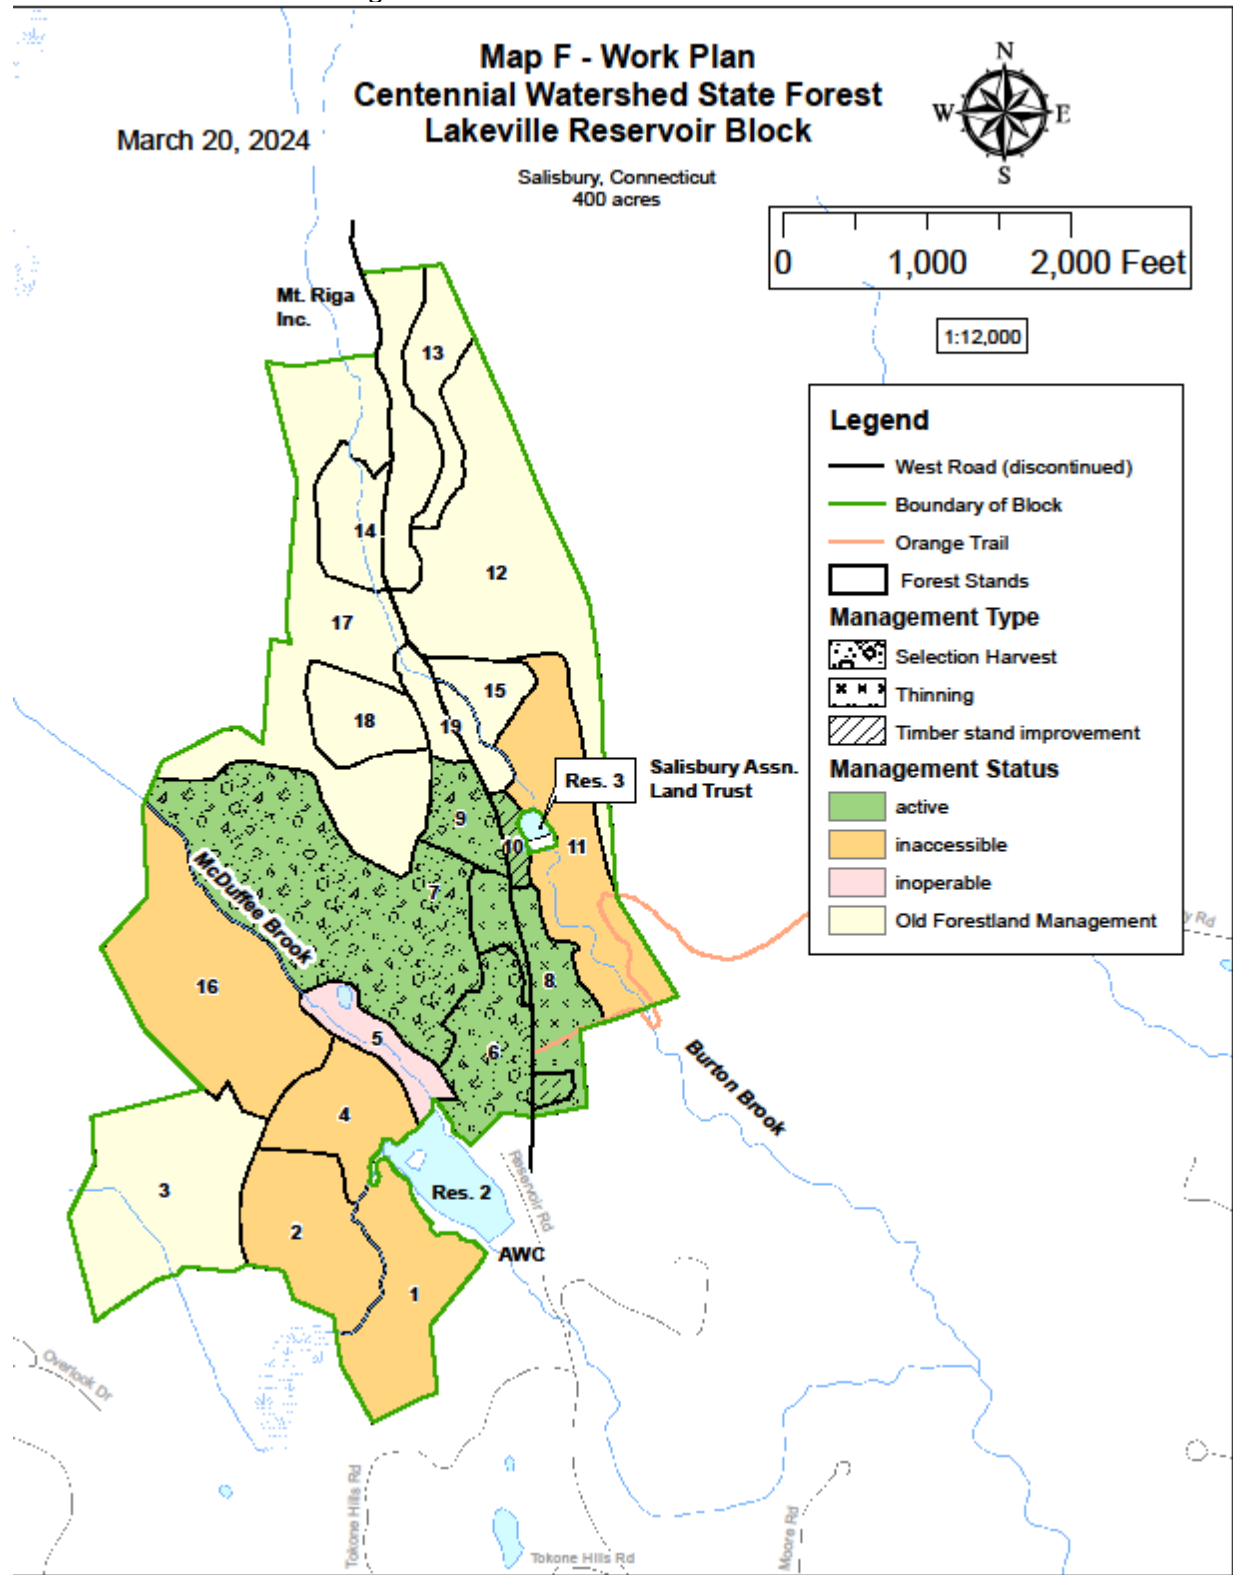 Map F - Work Plan
Centennial Watershed State Forest
Lakeville Reservoir Block
March 20, 2024
Salisbury, Connecticut
400 acres
N
W E
S
0 1,000 2,000 Feet
1:12,000
Mt. Riga
Inc.
Legend
West Road (discontinued)
Boundary of Block
Orange Trail
Forest Stands
Management Type
Selection Harvest
Thinning
Timber stand improvement
Management Status
active
inaccessible
inoperable
Old Forestland Management
13
14
12
17
15
18
19
Res. 3
Salisbury Assn.
Land Trust
9
10
11
7
McDuffee Brook
16
8
5
6
y Rd
4
Burton Brook
3
Res. 2
Reservoir Rd
2
AWC
1
Overlook Dr
Tokone Hills Rd
Tokone Hills Rd
Moore Rd